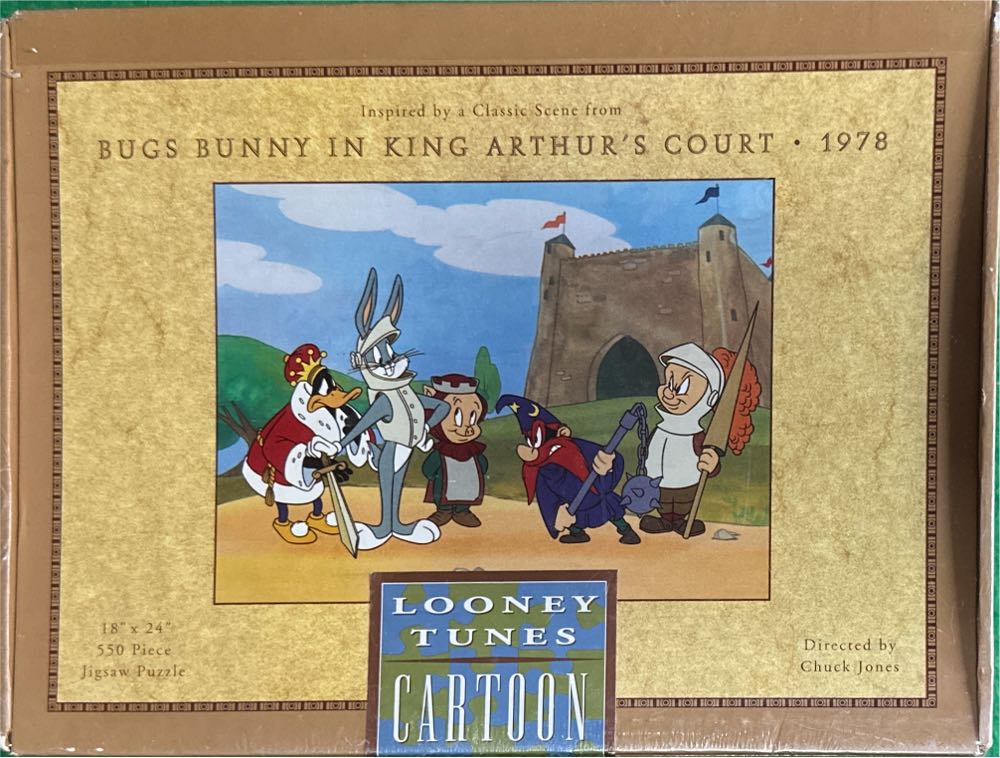 Inspired by a Classic Scene from
BUGS BUNNY IN KING ARTHUR'S COURT • 1978
18" x 24"
550 Piece
Jigsaw Puzzle
Directed by
Chuck Jones
LOONEY
TUNES
CARTOON